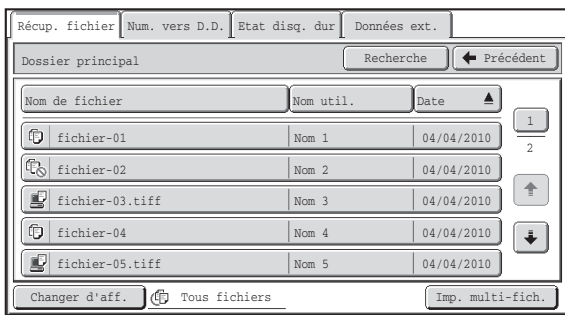 Récup. fichier Num. vers D.D. Etat disq. dur Données ext.
Dossier principal Recherche Précédent
Nom de fichier Nom util. Date
fichier-01 Nom 1 04/04/2010
1
2
fichier-02 Nom 2 04/04/2010
fichier-03.tiff Nom 3 04/04/2010
fichier-04 Nom 4 04/04/2010
fichier-05.tiff Nom 5 04/04/2010
Changer d'aff. Tous fichiers Imp. multi-fich.